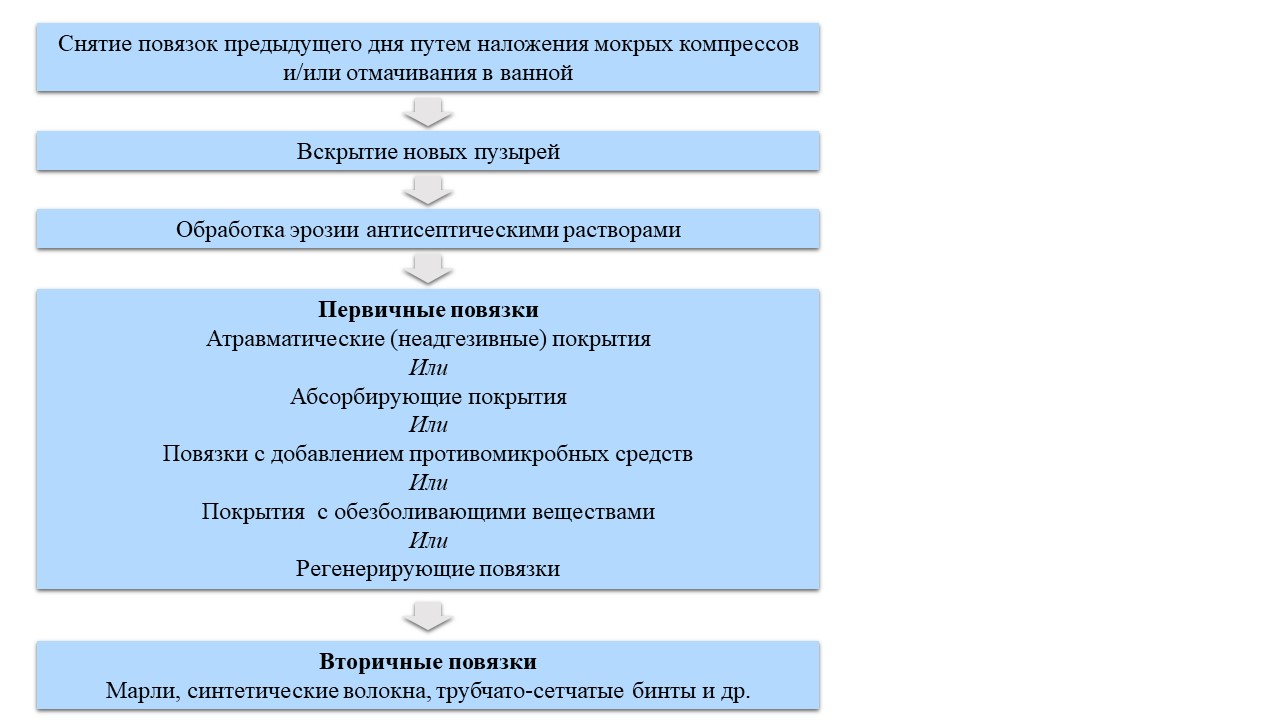 Снятие повязок предыдущего дня путем наложения мокрых компрессов
и/или отмачивания в ванной
Вскрытие новых пузырей
Обработка эрозии антисептическими растворами
Первичные повязки
Атравматические (неадгезивные) покрытия
Или
Абсорбирующие покрытия
Или
Повязки с добавлением противомикробных средств
Или
Покрытия  с обезболивающими веществами
Или
Регенерирующие повязки
Вторичные повязки
Марли, синтетические волокна, трубчато-сетчатые бинты и др.